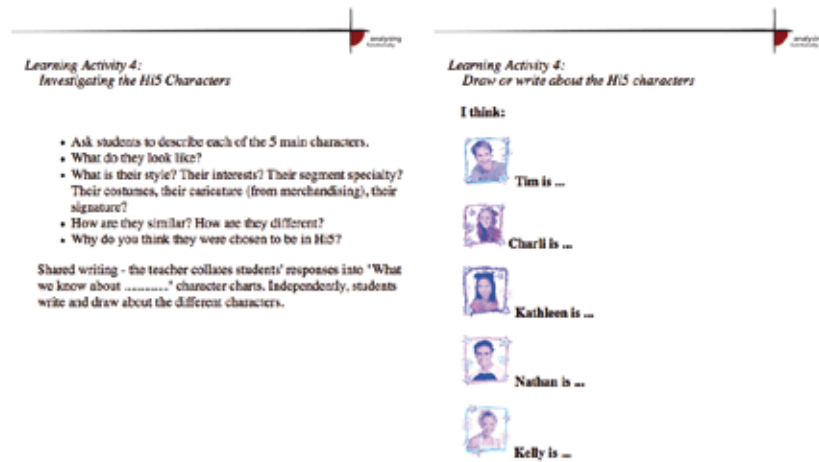 analysing
Learning Activity 4:
Investigating the Hi5 Characters
• Ask students to describe each of the 5 main characters.
• What do they look like?
• What is their style? Their interests? Their segment specialty?
Their costumes, their caricature (from merchandising), their
signature?
• How are they similar? How are they different?
• Why do you think they were chosen to be in Hi5?
Shared writing - the teacher collates students' responses into "What
we know about ............" character charts. Independently, students
write and draw about the different characters.
analysing
Learning Activity 4:
Draw or write about the Hi5 characters
I think:
Tim is ...
Charli is ...
Kathleen is ...
Nathan is ...
Kelly is ...